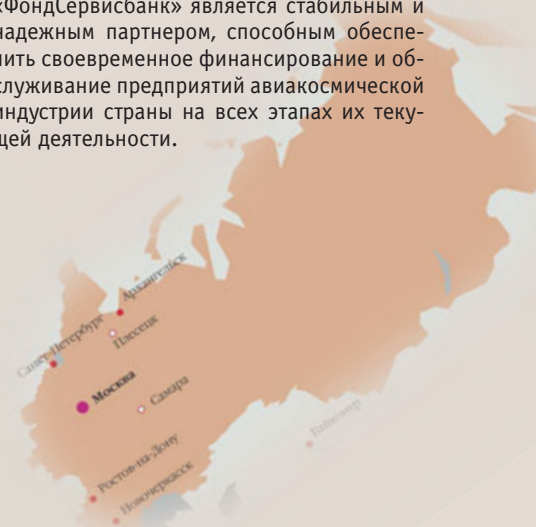 «ФондСервисбанк» является стабильным и
надежным партнером, способным обеспе-
чить своевременное финансирование и об-
служивание предприятий авиакосмической
индустрии страны на всех этапах их теку-
щей деятельности.
Архангельск
Санкт-Петербург
Плесецк
Москва
Самара
Байконур
Ростов-на-Дону
Новочеркасск